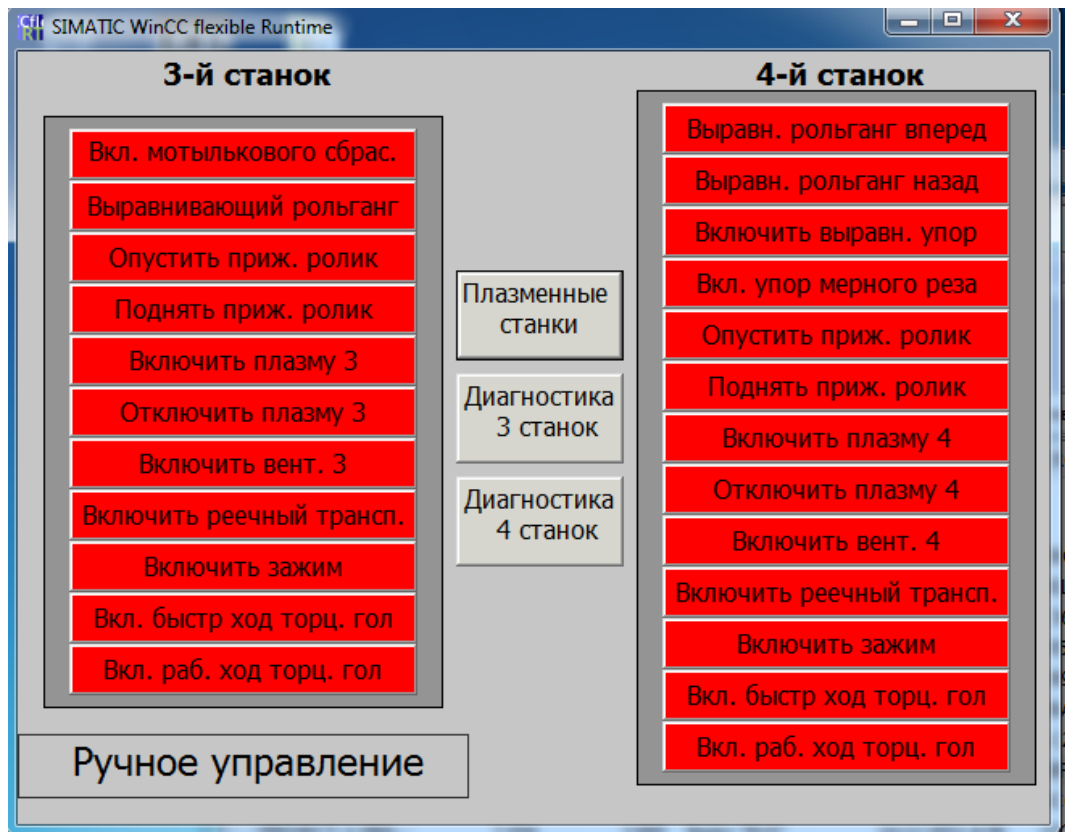 SIMATIC WinCC flexible Runtime
3-й станок
Вкл. мотылькового сбрас.
Выравнивающий рольганг
Опустить приж. ролик
Поднять приж. ролик
Включить плазму 3
Отключить плазму 3
Включить вент. 3
Включить реечный трансп.
Включить зажим
Вкл. быстр ход торц. гол
Вкл. раб. ход торц. гол
Ручное управление
Плазменные
станки
Диагностика
3 станок
Диагностика
4 станок
4-й станок
Выравн. рольганг вперед
Выравн. рольганг назад
Включить выравн. упор
Вкл. упор мерного реза
Опустить приж. ролик
Поднять приж. ролик
Включить плазму 4
Отключить плазму 4
Включить вент. 4
Включить реечный трансп.
Включить зажим
Вкл. быстр ход торц. гол
Вкл. раб. ход торц. гол